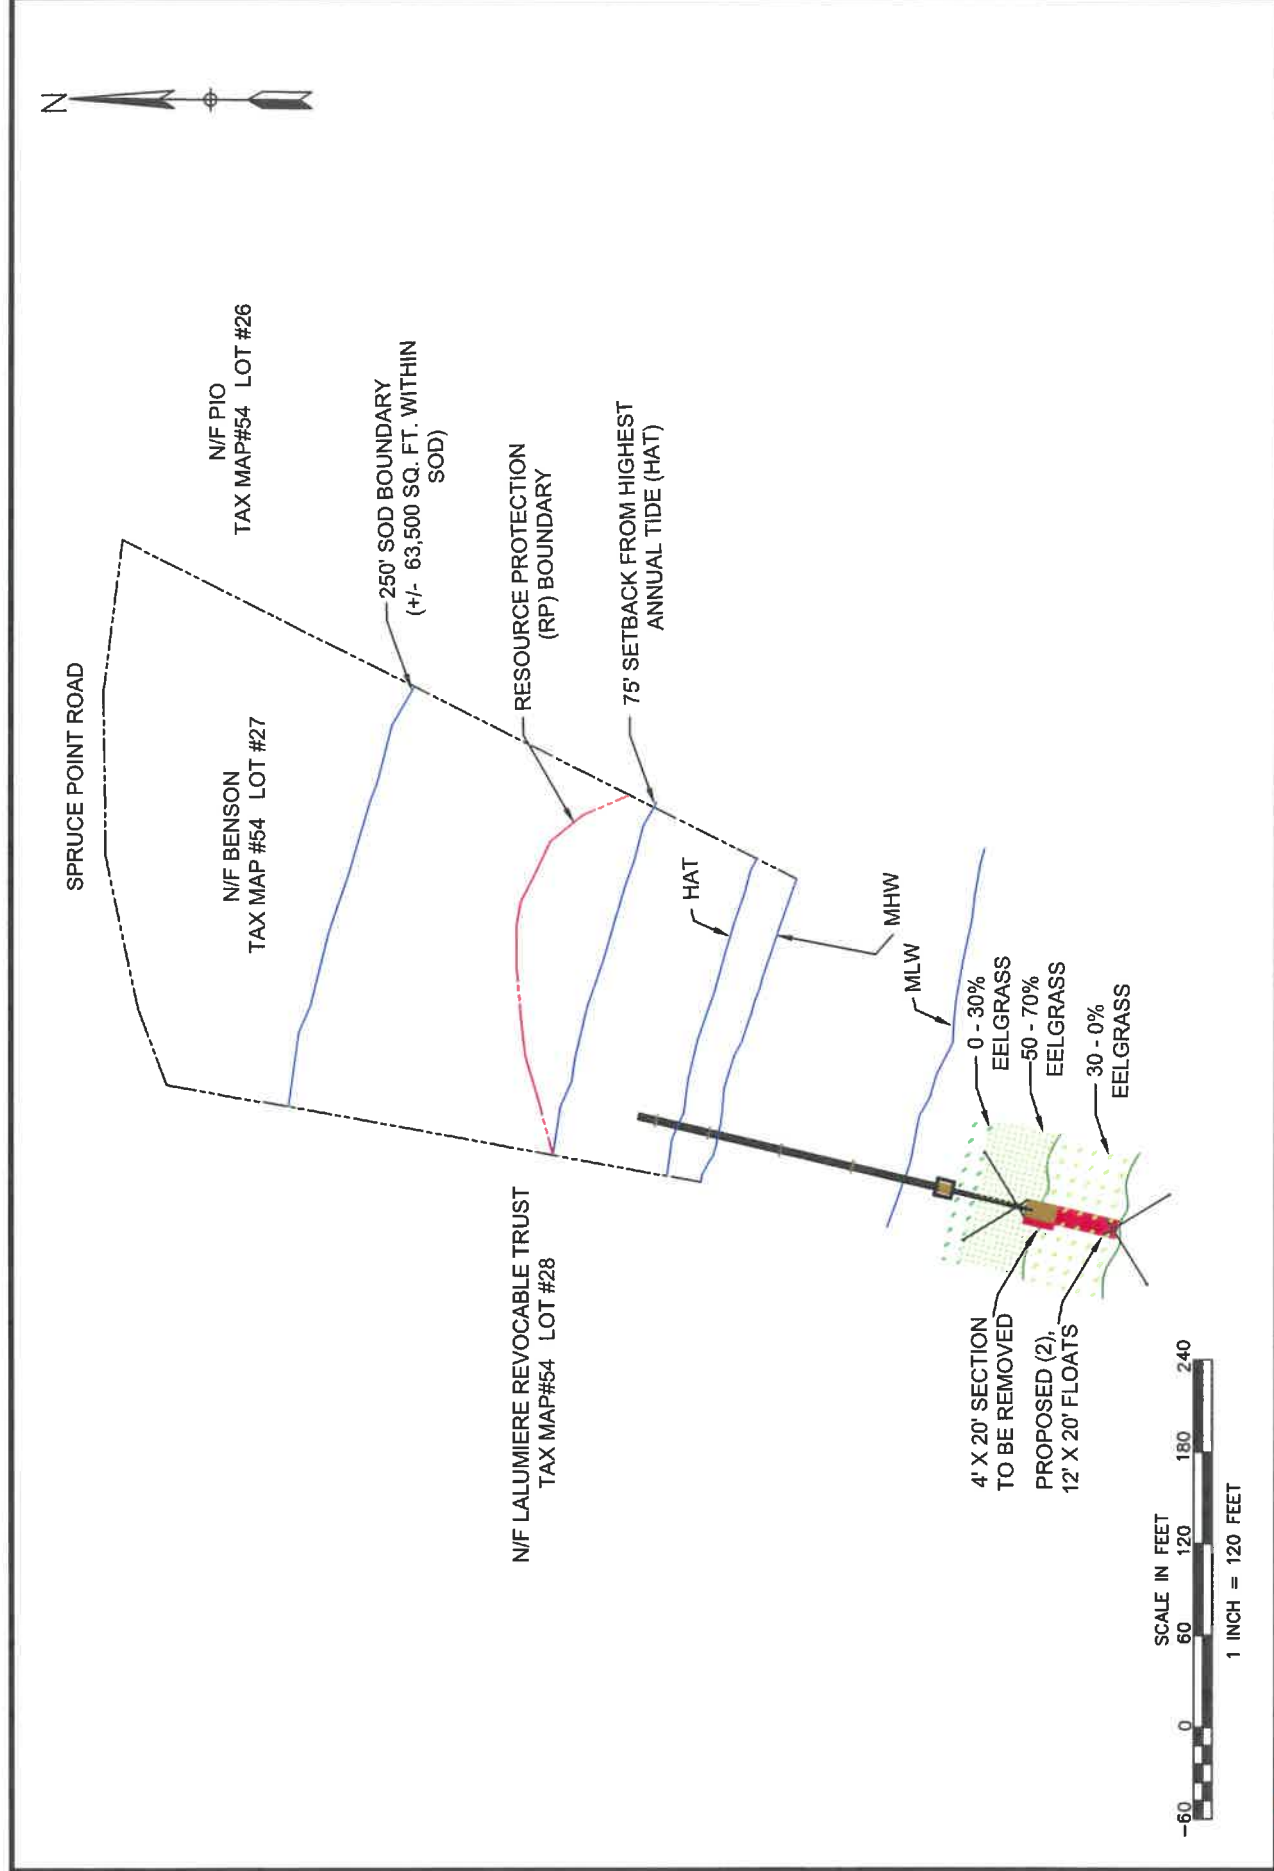 N
SPRUCE POINT ROAD
N/F PIO
TAX MAP#54 LOT #26
N/F BENSON
TAX MAP #54 LOT #27
250' SOD BOUNDARY
(+/- 63,500 SQ. FT. WITHIN
SOD)
RESOURCE PROTECTION
(RP) BOUNDARY
75' SETBACK FROM HIGHEST
ANNUAL TIDE (HAT)
HAT
MHW
MLW
N/F LALUMIERE REVOCABLE TRUST
TAX MAP#54 LOT #28
0 - 30%
EELGRASS
50 - 70%
EELGRASS
30 - 0%
EELGRASS
4' X 20' SECTION
TO BE REMOVED
PROPOSED (2),
12' X 20' FLOATS
SCALE IN FEET
-60 0 60 120 180 240
1 INCH = 120 FEET